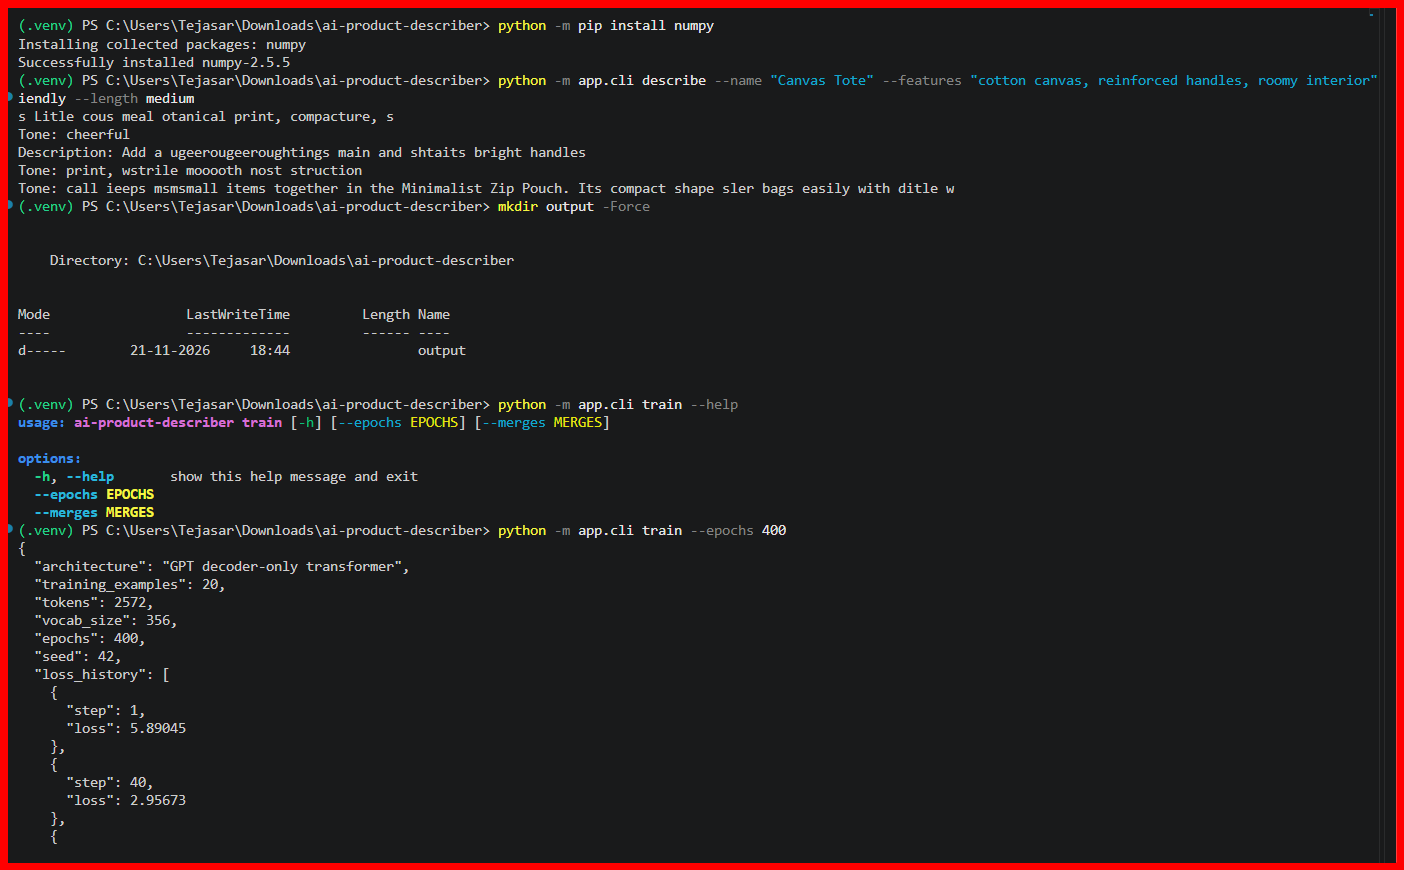 (.venv) PS C:\Users\Tejasar\Downloads\ai-product-describer> python -m pip install numpy
Installing collected packages: numpy
Successfully installed numpy-2.5.5
(.venv) PS C:\Users\Tejasar\Downloads\ai-product-describer> python -m app.cli describe --name "Canvas Tote" --features "cotton canvas, reinforced handles, roomy interior"
iendly --length medium
s Litle cous meal otanical print, compacture, s
Tone: cheerful
Description: Add a ugeerougeeroughtings main and shtaits bright handles
Tone: print, wstrile mooooth nost struction
Tone: call ieeps msmsmall items together in the Minimalist Zip Pouch. Its compact shape sler bags easily with ditle w
(.venv) PS C:\Users\Tejasar\Downloads\ai-product-describer> mkdir output -Force
Directory: C:\Users\Tejasar\Downloads\ai-product-describer
Mode                 LastWriteTime         Length Name
----                 -------------         ------ ----
d-----        21-11-2026     18:44                output
(.venv) PS C:\Users\Tejasar\Downloads\ai-product-describer> python -m app.cli train --help
usage: ai-product-describer train [-h] [--epochs EPOCHS] [--merges MERGES]
options:
  -h, --help       show this help message and exit
  --epochs EPOCHS
  --merges MERGES
(.venv) PS C:\Users\Tejasar\Downloads\ai-product-describer> python -m app.cli train --epochs 400
{
  "architecture": "GPT decoder-only transformer",
  "training_examples": 20,
  "tokens": 2572,
  "vocab_size": 356,
  "epochs": 400,
  "seed": 42,
  "loss_history": [
    {
      "step": 1,
      "loss": 5.89045
    },
    {
      "step": 40,
      "loss": 2.95673
    },
    {